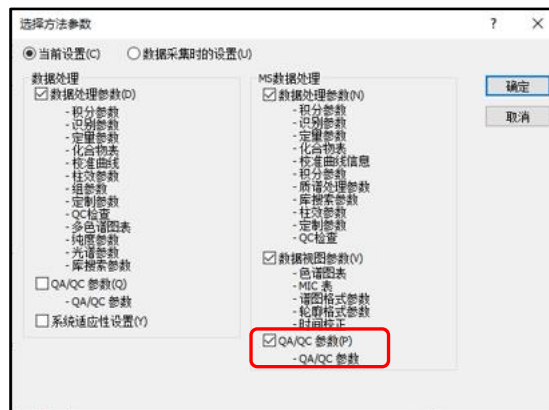 选择方法参数
? ×
当前设置(C) 数据采集时的设置(U)
数据处理
数据处理参数(D)
-积分参数
-识别参数
-定量参数
-化合物表
-校准曲线
-柱效参数
-组参数
-定制参数
-QC检查
-多色谱图表
-纯度参数
-光谱参数
-库搜索参数
QA/QC 参数(Q)
-QA/QC 参数
系统适应性设置(Y)
MS数据处理
数据处理参数(N)
-积分参数
-识别参数
-定量参数
-化合物表
-校准曲线信息
-积分参数
-质谱处理参数
-库搜索参数
-柱效参数
-定制参数
-QC检查
数据视图参数(V)
-色谱图表
-MIC 表
-谱图格式参数
-轮廓格式参数
-时间校正
QA/QC 参数(P)
-QA/QC 参数
确定
取消